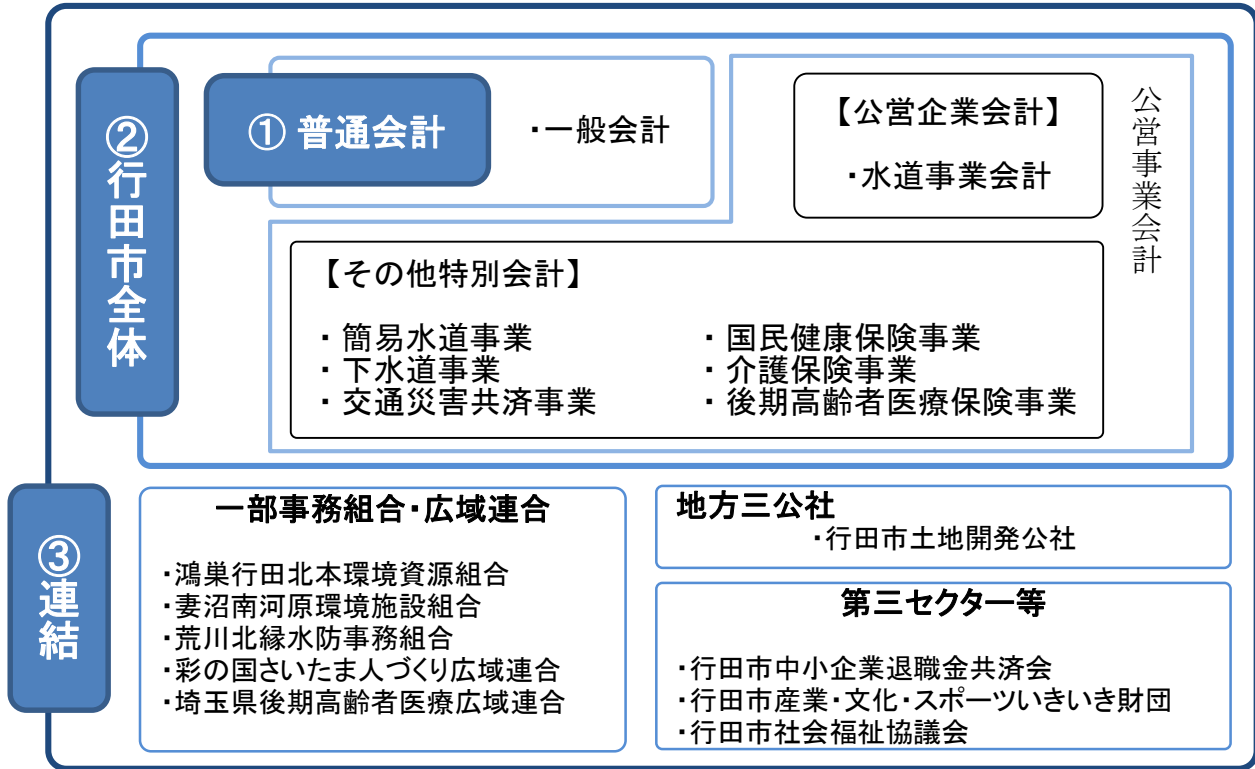 ②行田市全体
① 普通会計
・一般会計
【公営企業会計】
・水道事業会計
公営事業会計
【その他特別会計】
・ 簡易水道事業
・ 下水道事業
・ 交通災害共済事業
・ 国民健康保険事業
・ 介護保険事業
・ 後期高齢者医療保険事業
③連結
一部事務組合・広域連合
・鴻巣行田北本環境資源組合
・妻沼南河原環境施設組合
・荒川北縁水防事務組合
・彩の国さいたま人づくり広域連合
・埼玉県後期高齢者医療広域連合
地方三公社
・行田市土地開発公社
第三セクター等
・行田市中小企業退職金共済会
・行田市産業・文化・スポーツいきいき財団
・行田市社会福祉協議会